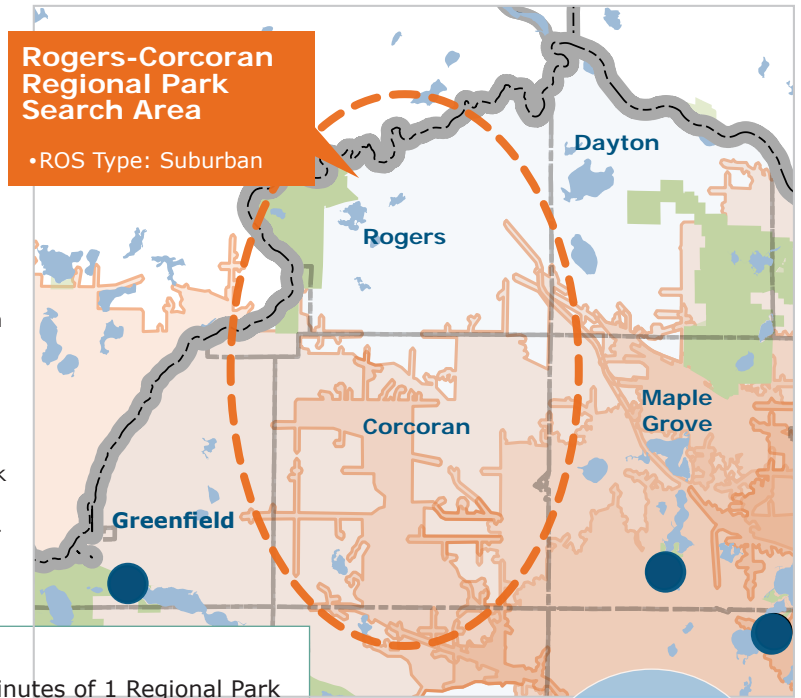 Rogers-Corcoran
Regional Park
Search Area
•ROS Type: Suburban
Dayton
Rogers
Maple
Grove
Corcoran
Greenfield
inutes of 1 Regional Park